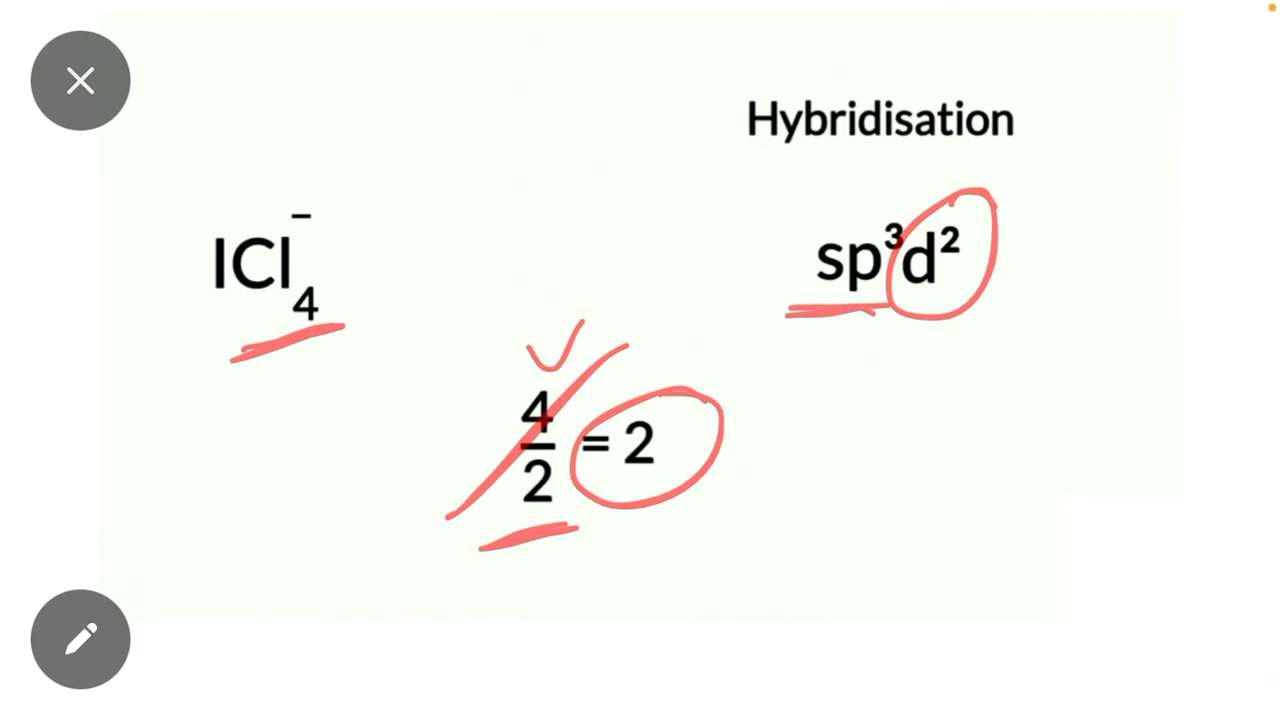 Hybridisation
ICl₄⁻
sp³d²
4/2 = 2